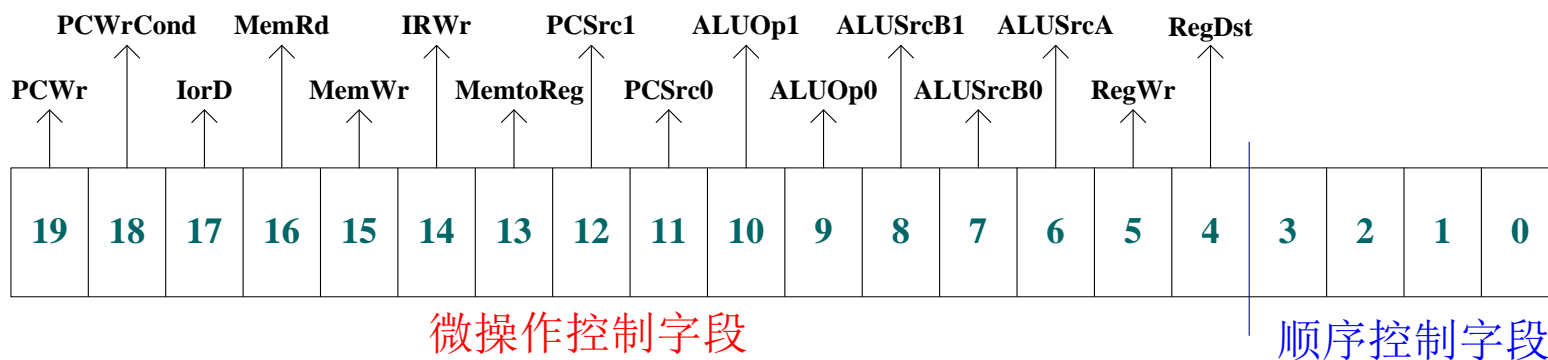 PCWrCond MemRd IRWr PCSrc1 ALUOp1 ALUSrcB1 ALUSrcA RegDst
PCWr IorD MemWr MemtoReg PCSrc0 ALUOp0 ALUSrcB0 RegWr
19 18 17 16 15 14 13 12 11 10 9 8 7 6 5 4 3 2 1 0
微操作控制字段 顺序控制字段